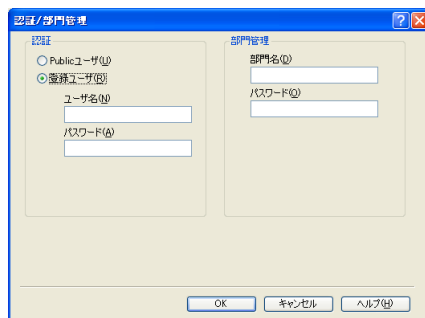 認証/部門管理
認証
Publicユーザ(U)
登録ユーザ(R)
ユーザ名(N)
パスワード(A)
部門管理
部門名(D)
パスワード(O)
OK
キャンセル
ヘルプ(H)